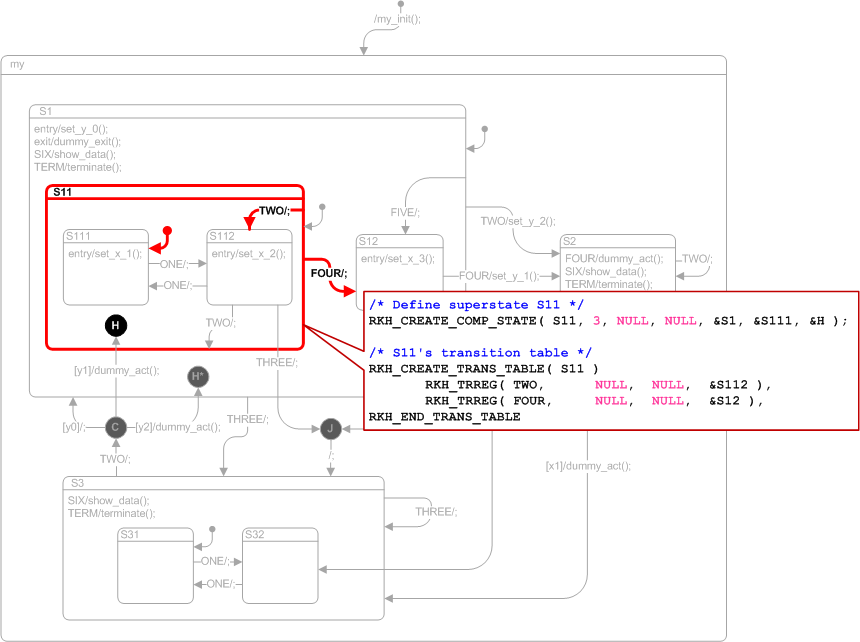 /my_init();
my
S1
entry/set_y_0();
exit/dummy_exit();
SIX/show_data();
TERM/terminate();
S11
TWO/;
FIVE/;
TWO/set_y_2();
S111
entry/set_x_1();
S112
entry/set_x_2();
ONE/;
ONE/;
FOUR/;
S12
entry/set_x_3();
FOUR/set_y_1();
S2
FOUR/dummy_act();
SIX/show_data();
TERM/terminate();
TWO/;
/* Define superstate S11 */
RKH_CREATE_COMP_STATE( S11, 3, NULL, NULL, &S1, &S111, &H );
/* S11's transition table */
RKH_CREATE_TRANS_TABLE( S11 )
RKH_TRREG( TWO, NULL, NULL, &S112 ),
RKH_TRREG( FOUR, NULL, NULL, &S12 ),
RKH_END_TRANS_TABLE
H
TWO/;
THREE/;
[y1]/dummy_act();
H*
[y0]/;
C
[y2]/dummy_act();
THREE/;
J
TWO/;
/;
[x1]/dummy_act();
S3
SIX/show_data();
TERM/terminate();
THREE/;
S31
S32
ONE/;
ONE/;